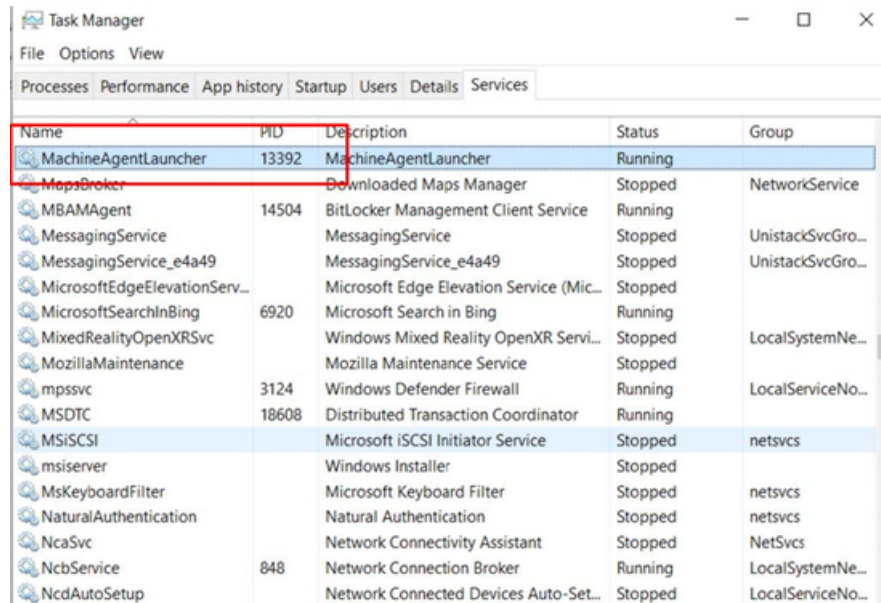 Task Manager
File Options View
Processes Performance App history Startup Users Details Services
Name PID Description Status Group
MachineAgentLauncher 13392 MachineAgentLauncher Running
MapsBroker Downloaded Maps Manager Stopped NetworkService
MBAMAgent 14504 BitLocker Management Client Service Running
MessagingService MessagingService Stopped UnistackSvcGro...
MessagingService_e4a49 MessagingService_e4a49 Stopped UnistackSvcGro...
MicrosoftEdgeElevationServ... Microsoft Edge Elevation Service (Mic... Stopped
MicrosoftSearchInBing 6920 Microsoft Search in Bing Running
MixedRealityOpenXRSvc Windows Mixed Reality OpenXR Servi... Stopped LocalSystemNe...
MozillaMaintenance Mozilla Maintenance Service Stopped
mpssvc 3124 Windows Defender Firewall Running LocalServiceNo...
MSDTC 18608 Distributed Transaction Coordinator Running
MSiSCSI Microsoft iSCSI Initiator Service Stopped netsvcs
msiserver Windows Installer Stopped
MsKeyboardFilter Microsoft Keyboard Filter Stopped netsvcs
NaturalAuthentication Natural Authentication Stopped netsvcs
NcaSvc Network Connectivity Assistant Stopped NetSvcs
NcbService 848 Network Connection Broker Running LocalSystemNe...
NcdAutoSetup Network Connected Devices Auto-Set... Stopped LocalServiceNo...